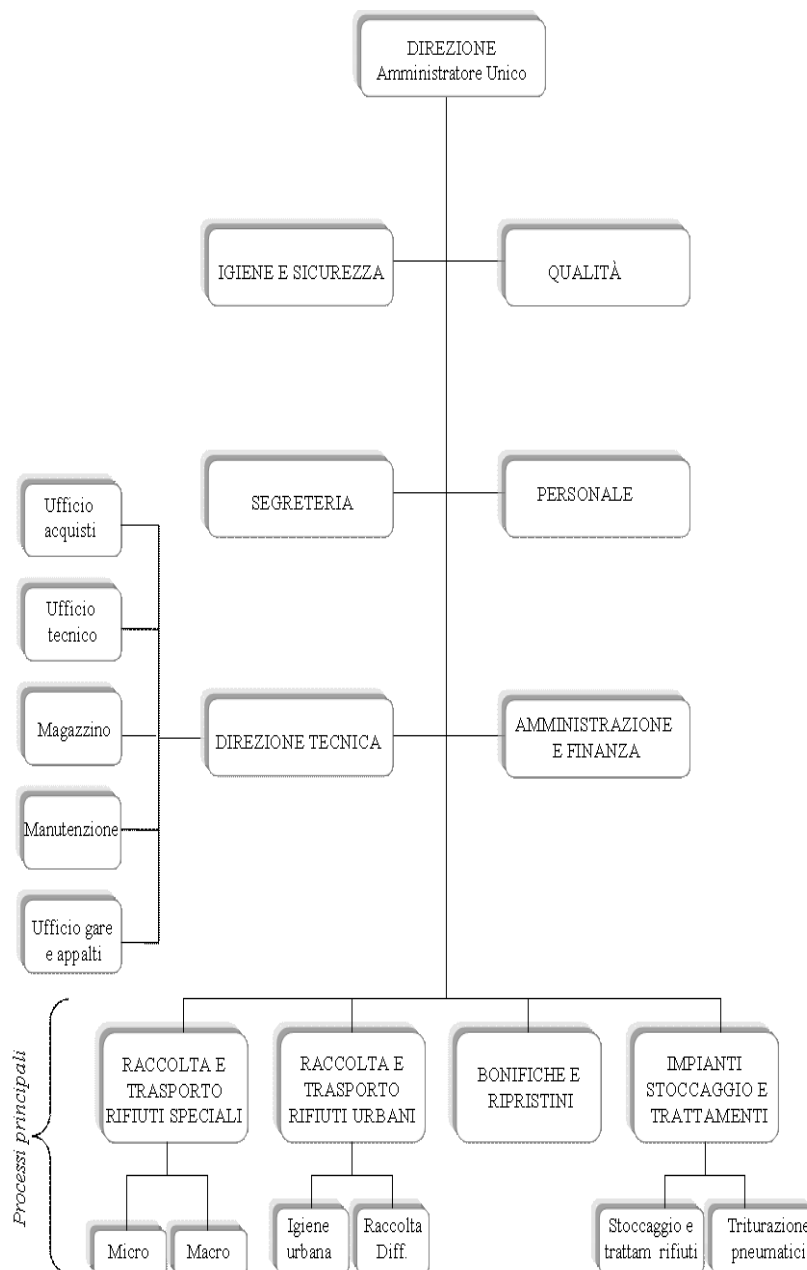 DIREZIONE
Amministratore Unico
IGIENE E SICUREZZA
QUALITÀ
SEGRETERIA
PERSONALE
Ufficio
acquisti
Ufficio
tecnico
Magazzino
Manutenzione
Ufficio gare
e appalti
DIREZIONE TECNICA
AMMINISTRAZIONE
E FINANZA
Processi principali
RACCOLTA E
TRASPORTO
RIFIUTI SPECIALI
RACCOLTA E
TRASPORTO
RIFIUTI URBANI
BONIFICHE E
RIPRISTINI
IMPIANTI
STOCCAGGIO E
TRATTAMENTI
Micro
Macro
Igiene
urbana
Raccolta
Diff.
Stoccaggio e
trattam rifiuti
Triturazione
pneumatici